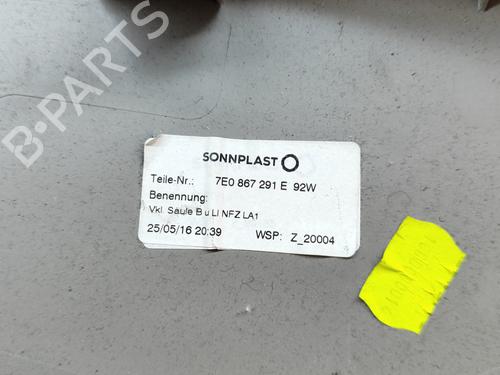 B-PARTS
SONNPLAST
Teile-Nr.: 7E0 867 291 E 92W
Benennung:
Vkl. Säule B u LI NFZ LA1
25/05/16 20:39 WSP: Z_20004